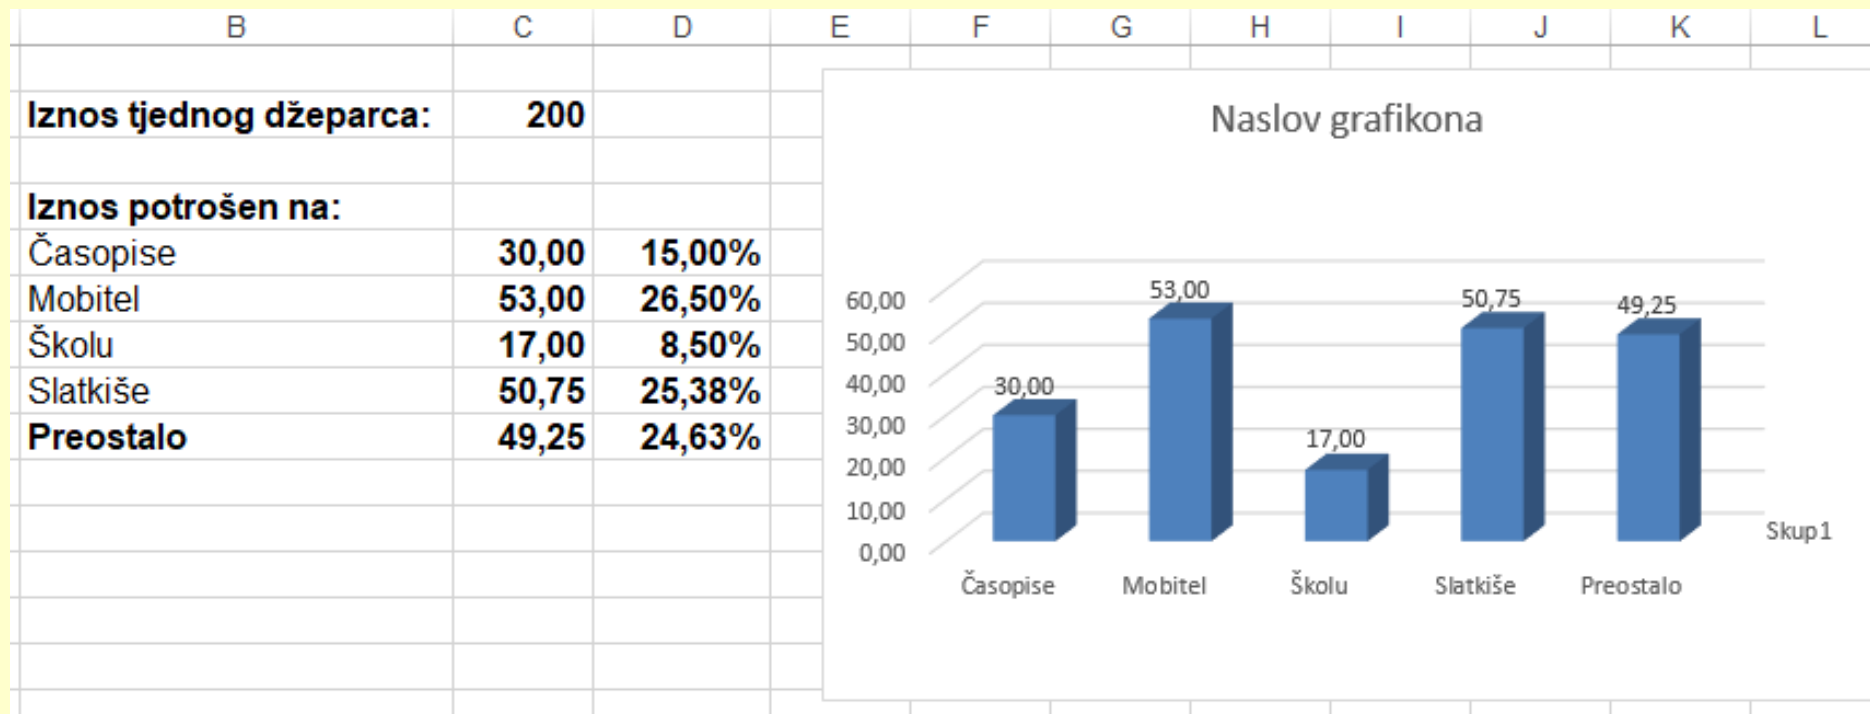 B C D E F G H I J K L
Iznos tjednog džeparca: 200
Iznos potrošen na:
Časopise 30,00 15,00%
Mobitel 53,00 26,50%
Školu 17,00 8,50%
Slatkiše 50,75 25,38%
Preostalo 49,25 24,63%
Naslov grafikona
60,00
50,00
40,00
30,00
20,00
10,00
0,00
30,00 53,00 17,00 50,75 49,25
Časopise Mobitel Školu Slatkiše Preostalo
Skup1